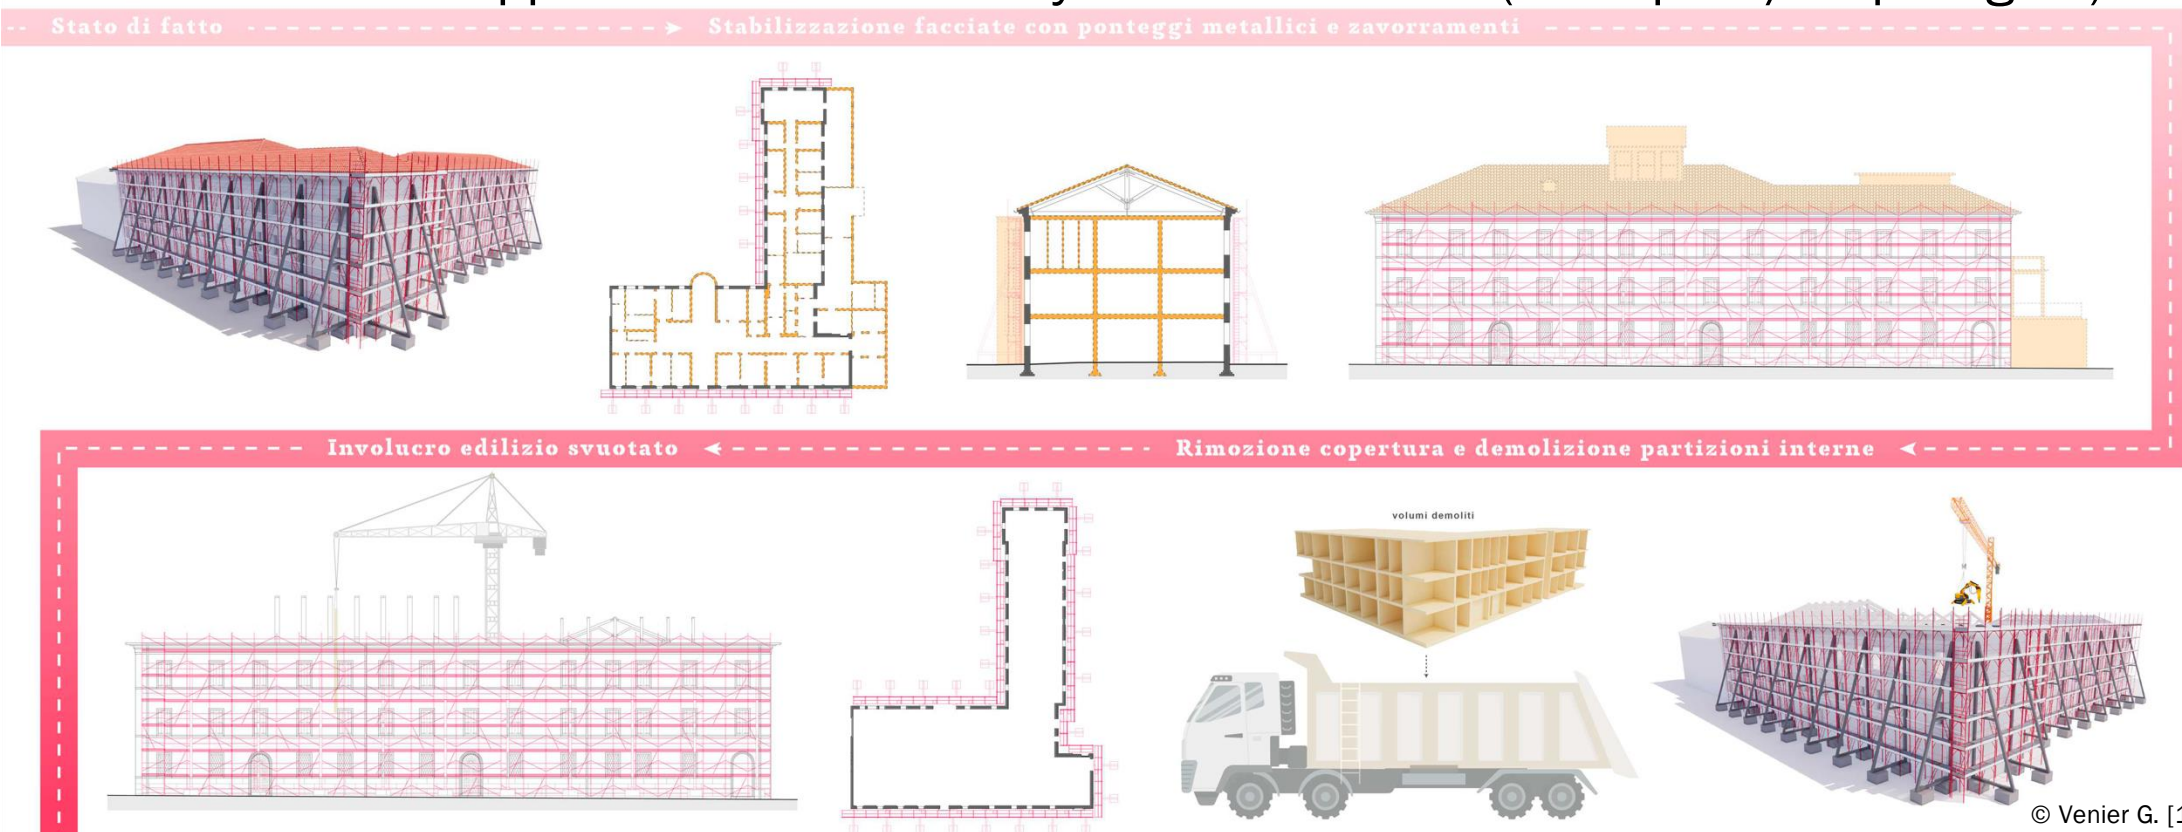 Stato di fatto
Stabilizzazione facciate con ponteggi metallici e zavorramenti
Involucro edilizio svuotato
Rimozione copertura e demolizione partizioni interne
volumi demoliti
© Venier G.